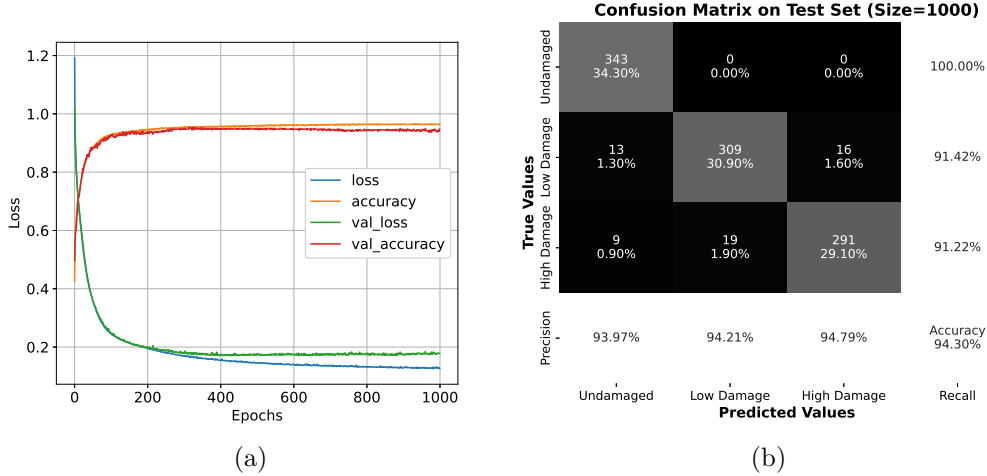 1.2
1.0
0.8
0.6
0.4
0.2
0
200
400
600
800
1000
Loss
Epochs
loss
accuracy
val_loss
val_accuracy
(a)
Confusion Matrix on Test Set (Size=1000)
True Values
Undamaged
343
34.30%
0
0.00%
0
0.00%
100.00%
Low Damage
13
1.30%
309
30.90%
16
1.60%
91.42%
High Damage
9
0.90%
19
1.90%
291
29.10%
91.22%
Precision
93.97%
94.21%
94.79%
Accuracy
94.30%
Undamaged
Low Damage
High Damage
Recall
Predicted Values
(b)